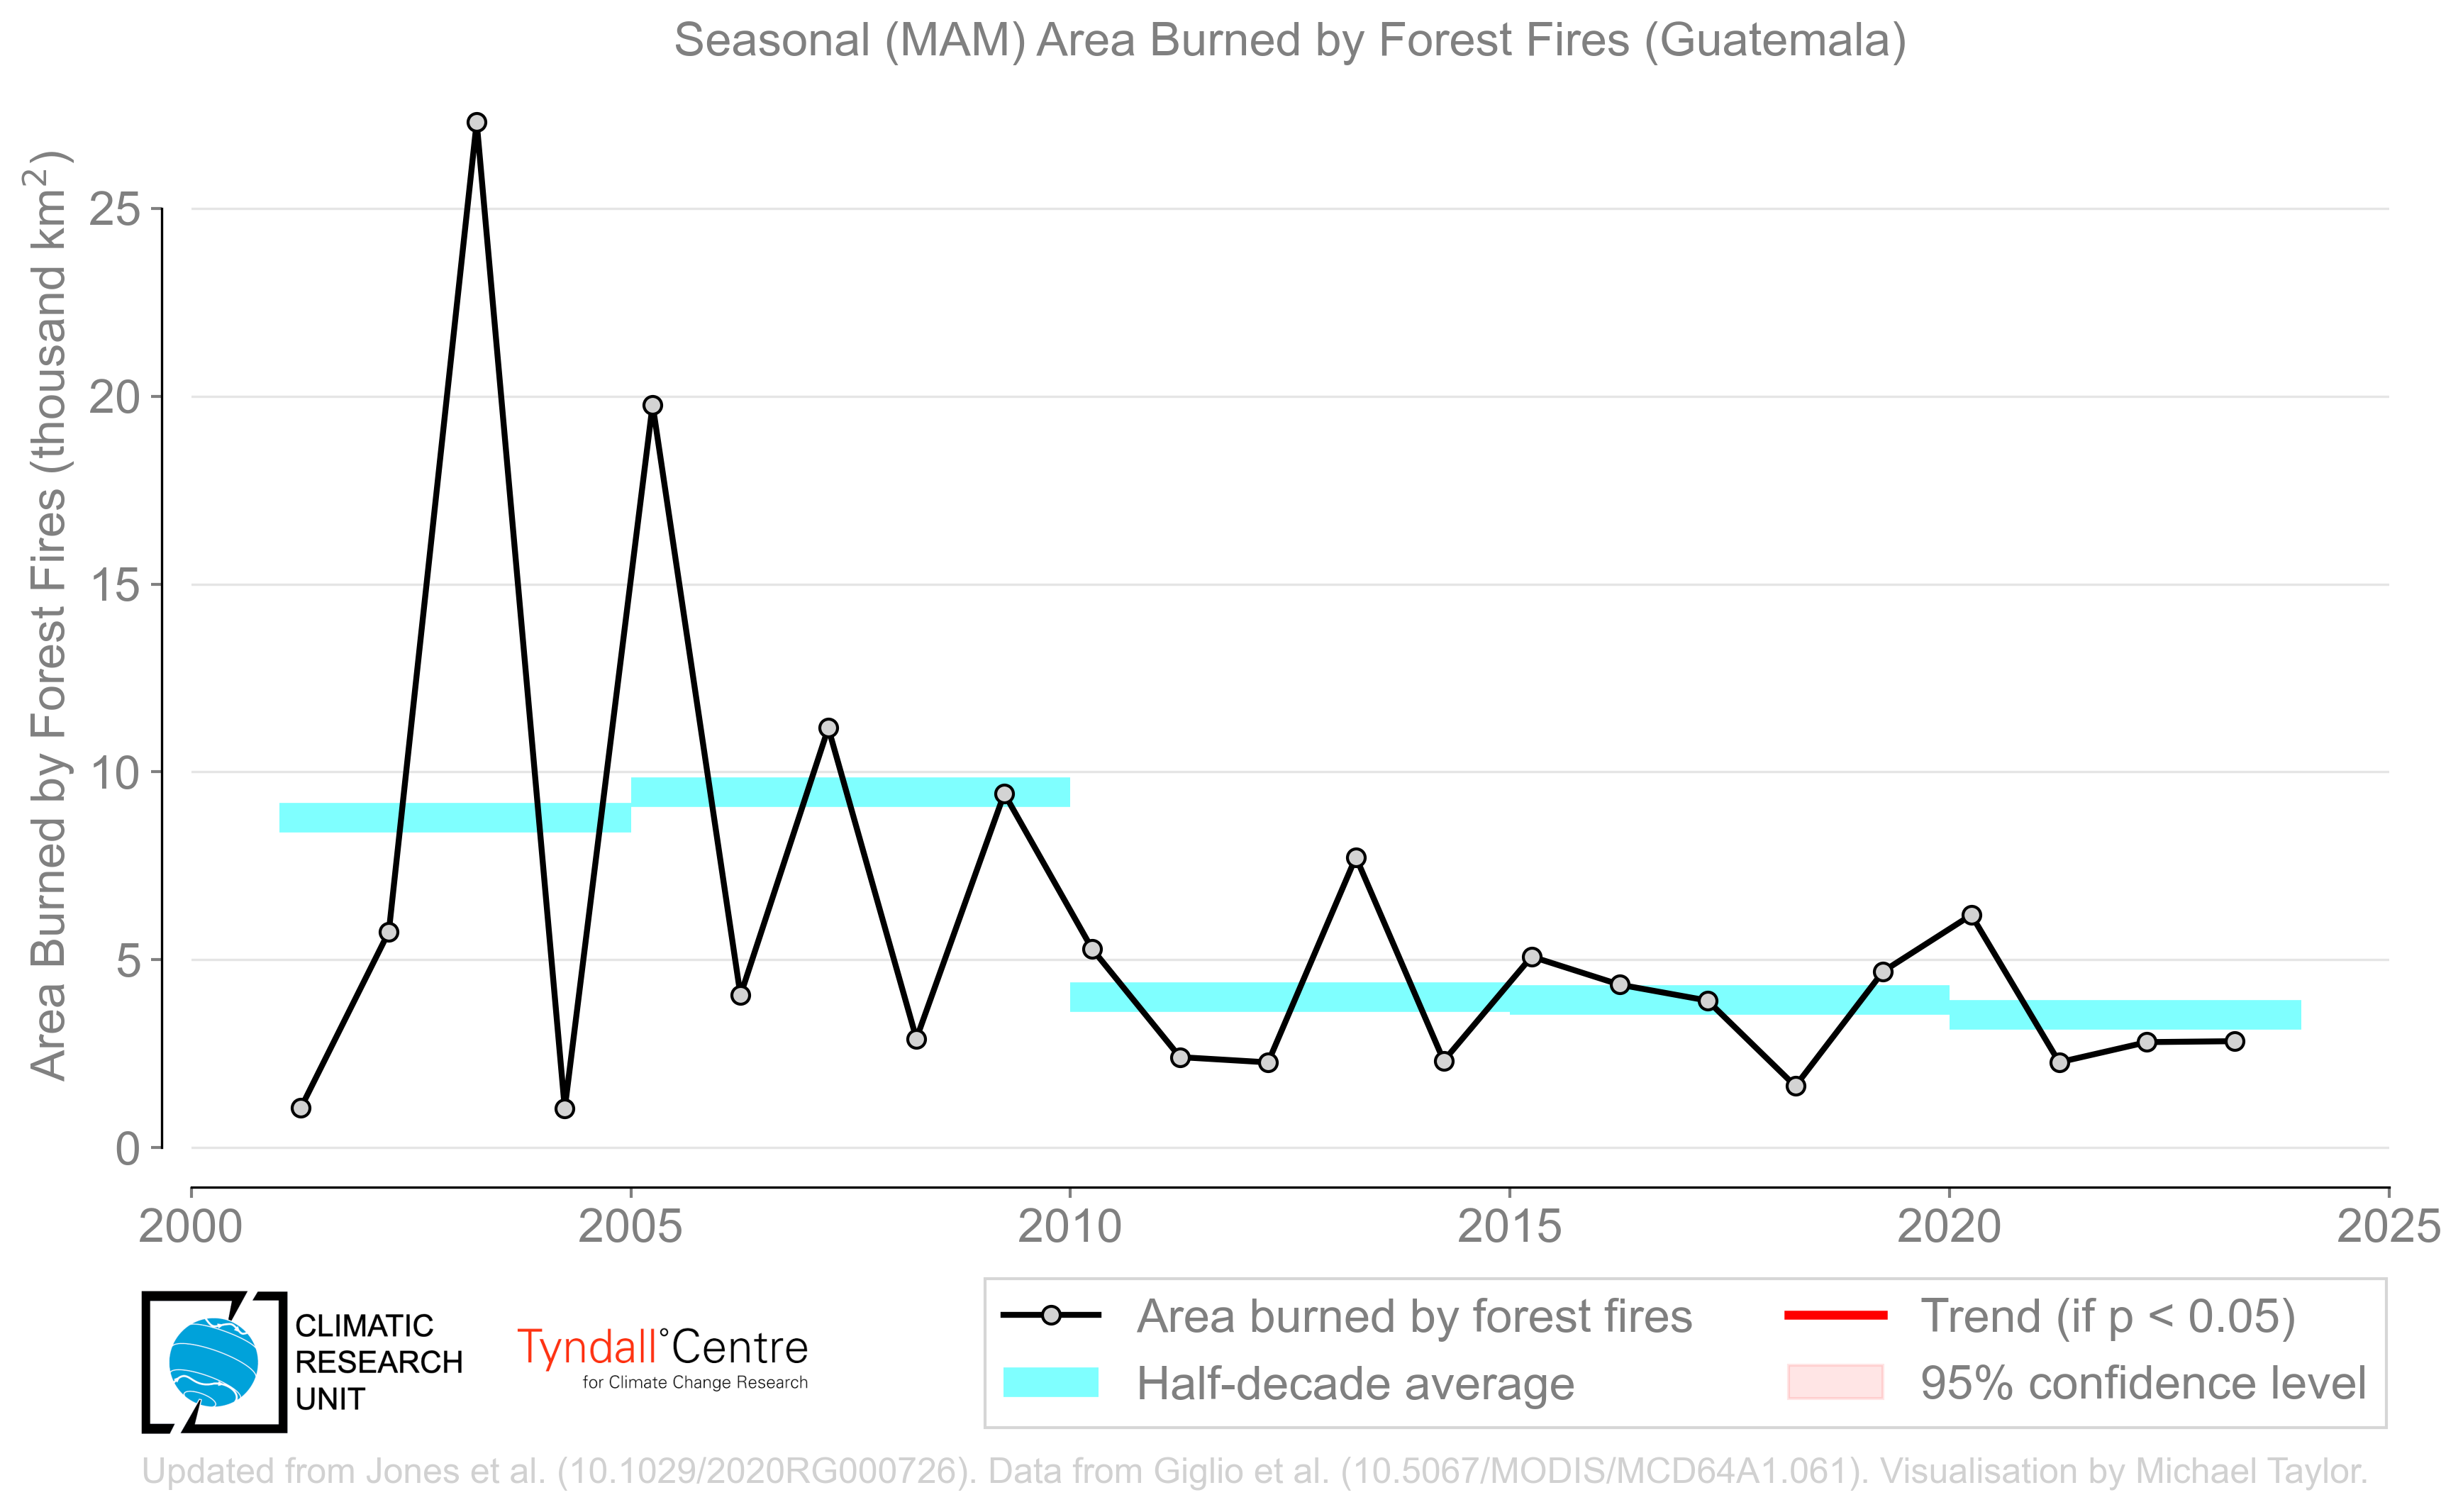 Seasonal (MAM) Area Burned by Forest Fires (Guatemala)
Area Burned by Forest Fires (thousand km²)
25
20
15
10
5
0
2000 2005 2010 2015 2020 2025
CLIMATIC
RESEARCH
UNIT
Tyndall°Centre
for Climate Change Research
Area burned by forest fires
Half-decade average
Trend (if p < 0.05)
95% confidence level
Updated from Jones et al. (10.1029/2020RG000726). Data from Giglio et al. (10.5067/MODIS/MCD64A1.061). Visualisation by Michael Taylor.